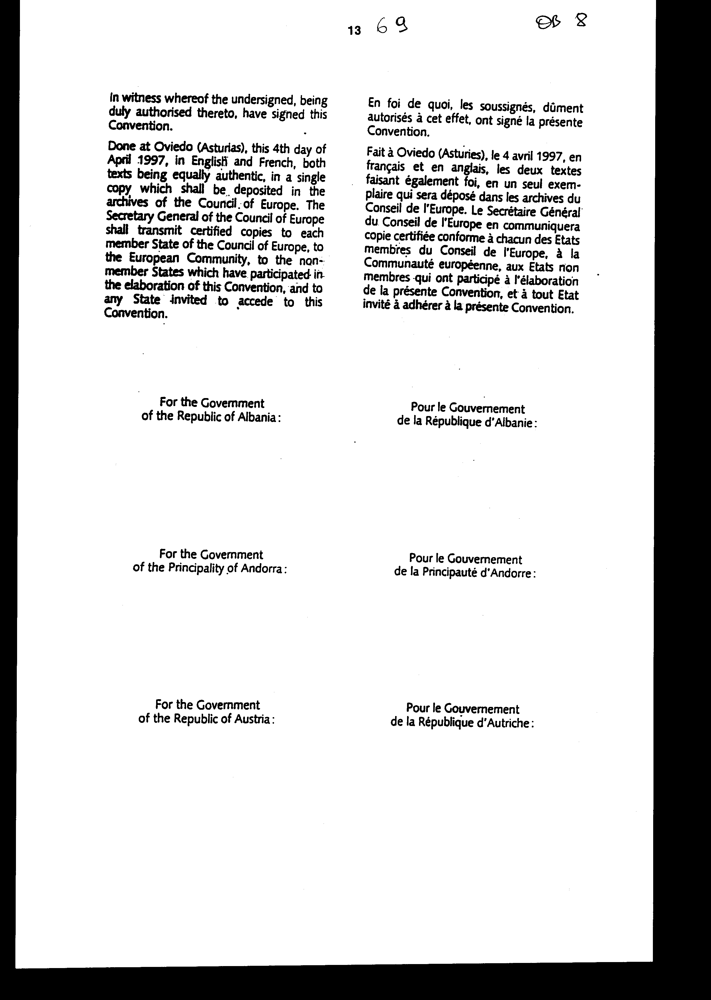 13 69
8
In witness whereof the undersigned, being
duly authorised thereto, have signed this
Convention.
Done at Oviedo (Asturias), this 4th day of
April 1997, in English and French, both
texts being equally authentic, in a single
copy which shall be deposited in the
archives of the Council of Europe. The
Secretary General of the Council of Europe
shall transmit certified copies to each
member State of the Council of Europe, to
the European Community, to the non-
member States which have participated in
the elaboration of this Convention, and to
any State invited to accede to this
Convention.
En foi de quoi, les soussignés, dûment
autorisés à cet effet, ont signé la présente
Convention.
Fait à Oviedo (Asturies), le 4 avril 1997, en
français et en anglais, les deux textes
faisant également foi, en un seul exem-
plaire qui sera déposé dans les archives du
Conseil de l'Europe. Le Secrétaire Général
du Conseil de l'Europe en communiquera
copie certifiée conforme à chacun des Etats
membres du Conseil de l'Europe, à la
Communauté européenne, aux Etats non
membres qui ont participé à l'élaboration
de la présente Convention, et à tout Etat
invité à adhérer à la présente Convention.
For the Government
of the Republic of Albania :
Pour le Gouvernement
de la République d'Albanie :
For the Government
of the Principality of Andorra :
Pour le Gouvernement
de la Principauté d'Andorre :
For the Government
of the Republic of Austria :
Pour le Gouvernement
de la République d'Autriche :